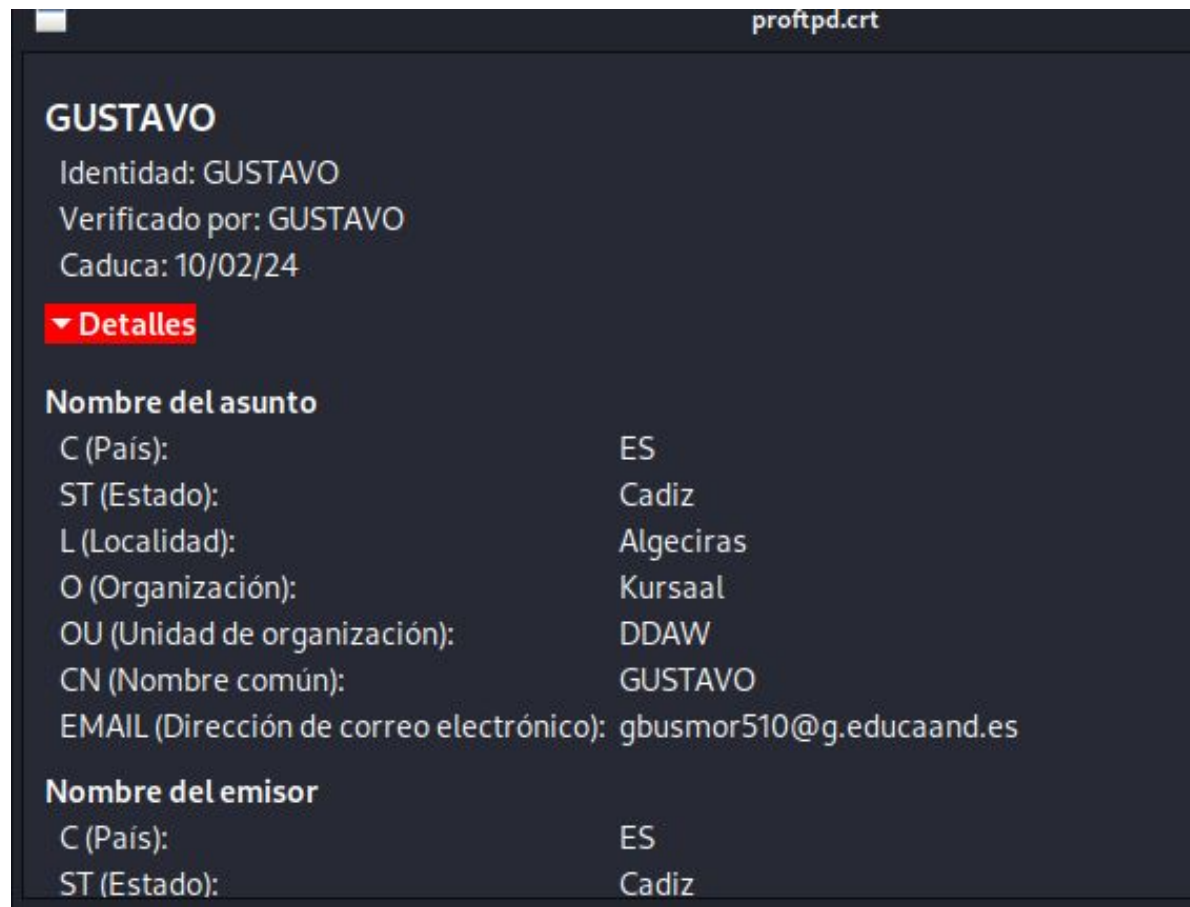 proftpd.crt
GUSTAVO
Identidad: GUSTAVO
Verificado por: GUSTAVO
Caduca: 10/02/24
Detalles
Nombre del asunto
C (País): ES
ST (Estado): Cadiz
L (Localidad): Algeciras
O (Organización): Kursaal
OU (Unidad de organización): DDAW
CN (Nombre común): GUSTAVO
EMAIL (Dirección de correo electrónico): gbusmor510@g.educaand.es
Nombre del emisor
C (País): ES
ST (Estado): Cadiz